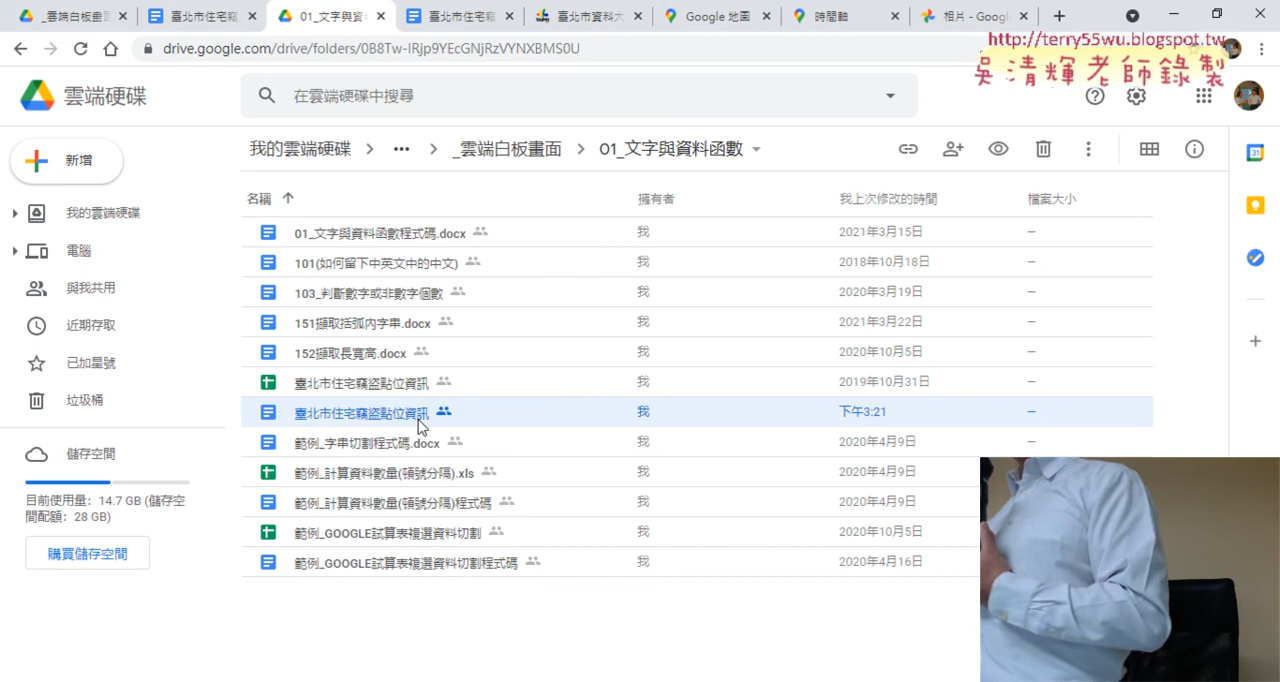 _雲端白板畫
臺北市住宅竊
01_文字與資
臺北市住宅竊
臺北市資料大
Google 地圖
時間軸
相片 - Goog
drive.google.com/drive/folders/0B8Tw-IRjp9YEcGNjRzVYNXBMS0U
http://terry55wu.blogspot.tw
吳清輝老師錄製
雲端硬碟
在雲端硬碟中搜尋
新增
我的雲端硬碟
_雲端白板畫面
01_文字與資料函數
名稱
擁有者
我上次修改的時間
檔案大小
我的雲端硬碟
電腦
與我共用
近期存取
已加星號
垃圾桶
儲存空間
目前使用量: 14.7 GB (儲存空
間配額: 28 GB)
購買儲存空間
01_文字與資料函數程式碼.docx 我 2021年3月15日 –
101(如何留下中英文中的中文) 我 2018年10月18日 –
103_判斷數字或非數字個數 我 2020年3月19日 –
151擷取括弧內字串.docx 我 2021年3月22日 –
152擷取長寬高.docx 我 2020年10月5日 –
臺北市住宅竊盜點位資訊 我 2019年10月31日 –
臺北市住宅竊盜點位資訊 我 下午3:21 –
範例_字串切割程式碼.docx 我 2020年4月9日 –
範例_計算資料數量(頓號分隔).xls 我 2020年4月9日
範例_計算資料數量(頓號分隔)程式碼 我 2020年4月9日
範例_GOOGLE試算表複選資料切割 我 2020年10月5日
範例_GOOGLE試算表複選資料切割程式碼 我 2020年4月16日
31